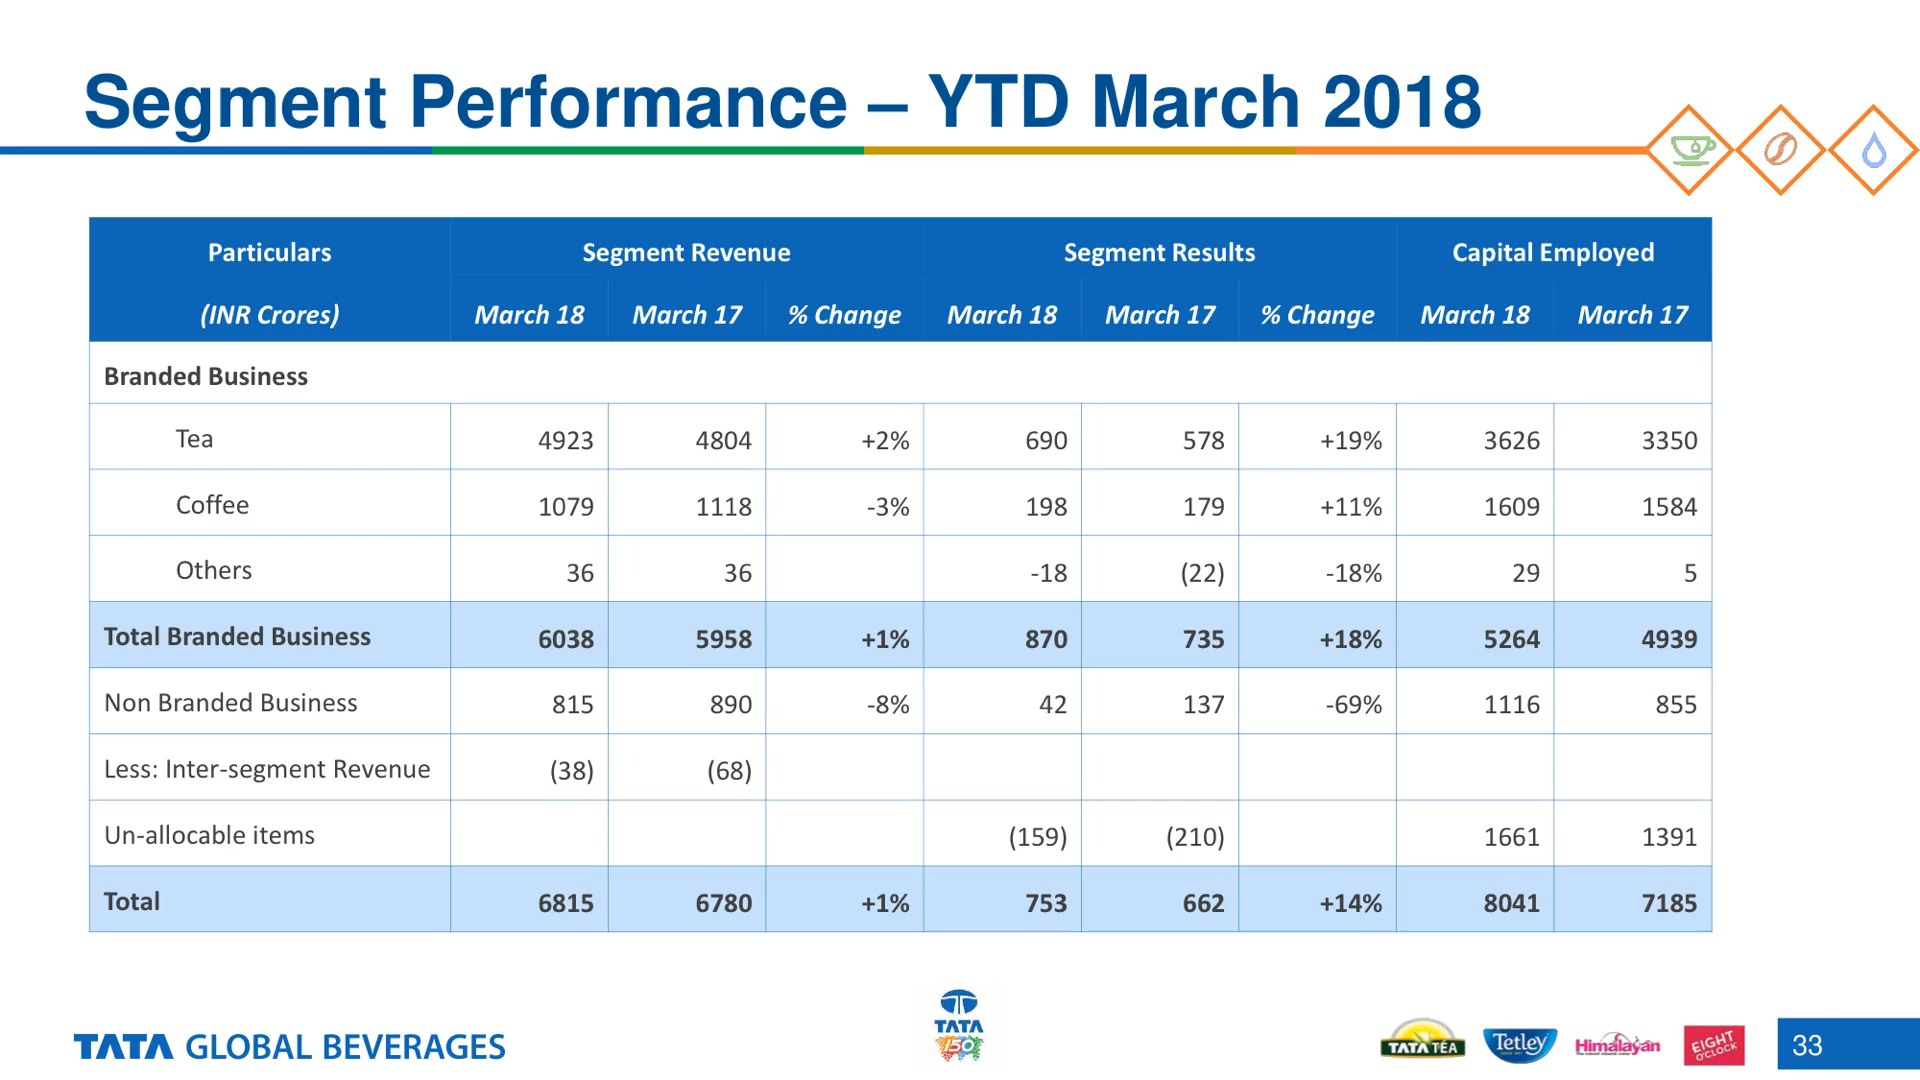 Segment Performance – YTD March 2018
Particulars Segment Revenue Segment Results Capital Employed
(INR Crores) March 18 March 17 % Change March 18 March 17 % Change March 18 March 17
Branded Business
Tea 4923 4804 +2% 690 578 +19% 3626 3350
Coffee 1079 1118 -3% 198 179 +11% 1609 1584
Others 36 36 -18 (22) -18% 29 5
Total Branded Business 6038 5958 +1% 870 735 +18% 5264 4939
Non Branded Business 815 890 -8% 42 137 -69% 1116 855
Less: Inter-segment Revenue (38) (68)
Un-allocable items (159) (210) 1661 1391
Total 6815 6780 +1% 753 662 +14% 8041 7185
TATA GLOBAL BEVERAGES
TATA
150
TATA TEA
Tetley
Himalayan
EIGHT
O'CLOCK
33